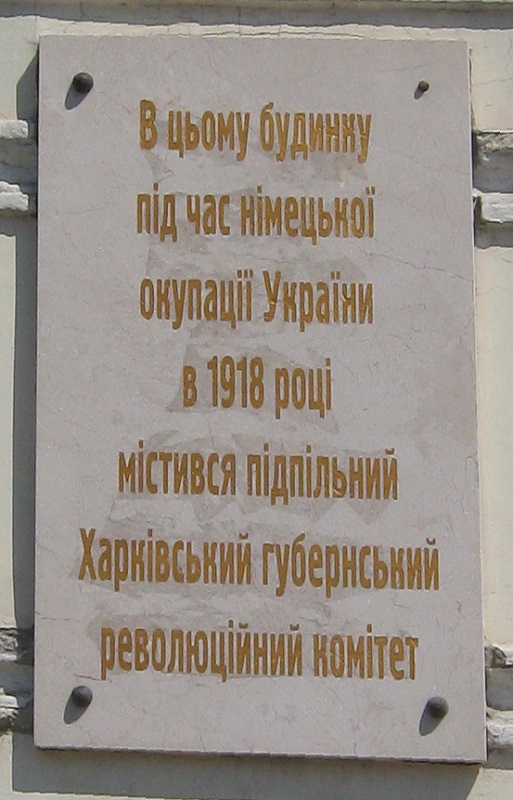 В цьому будинку
під час німецької
окупації України
в 1918 році
містився підпільний
Харківський губернський
революційний комітет